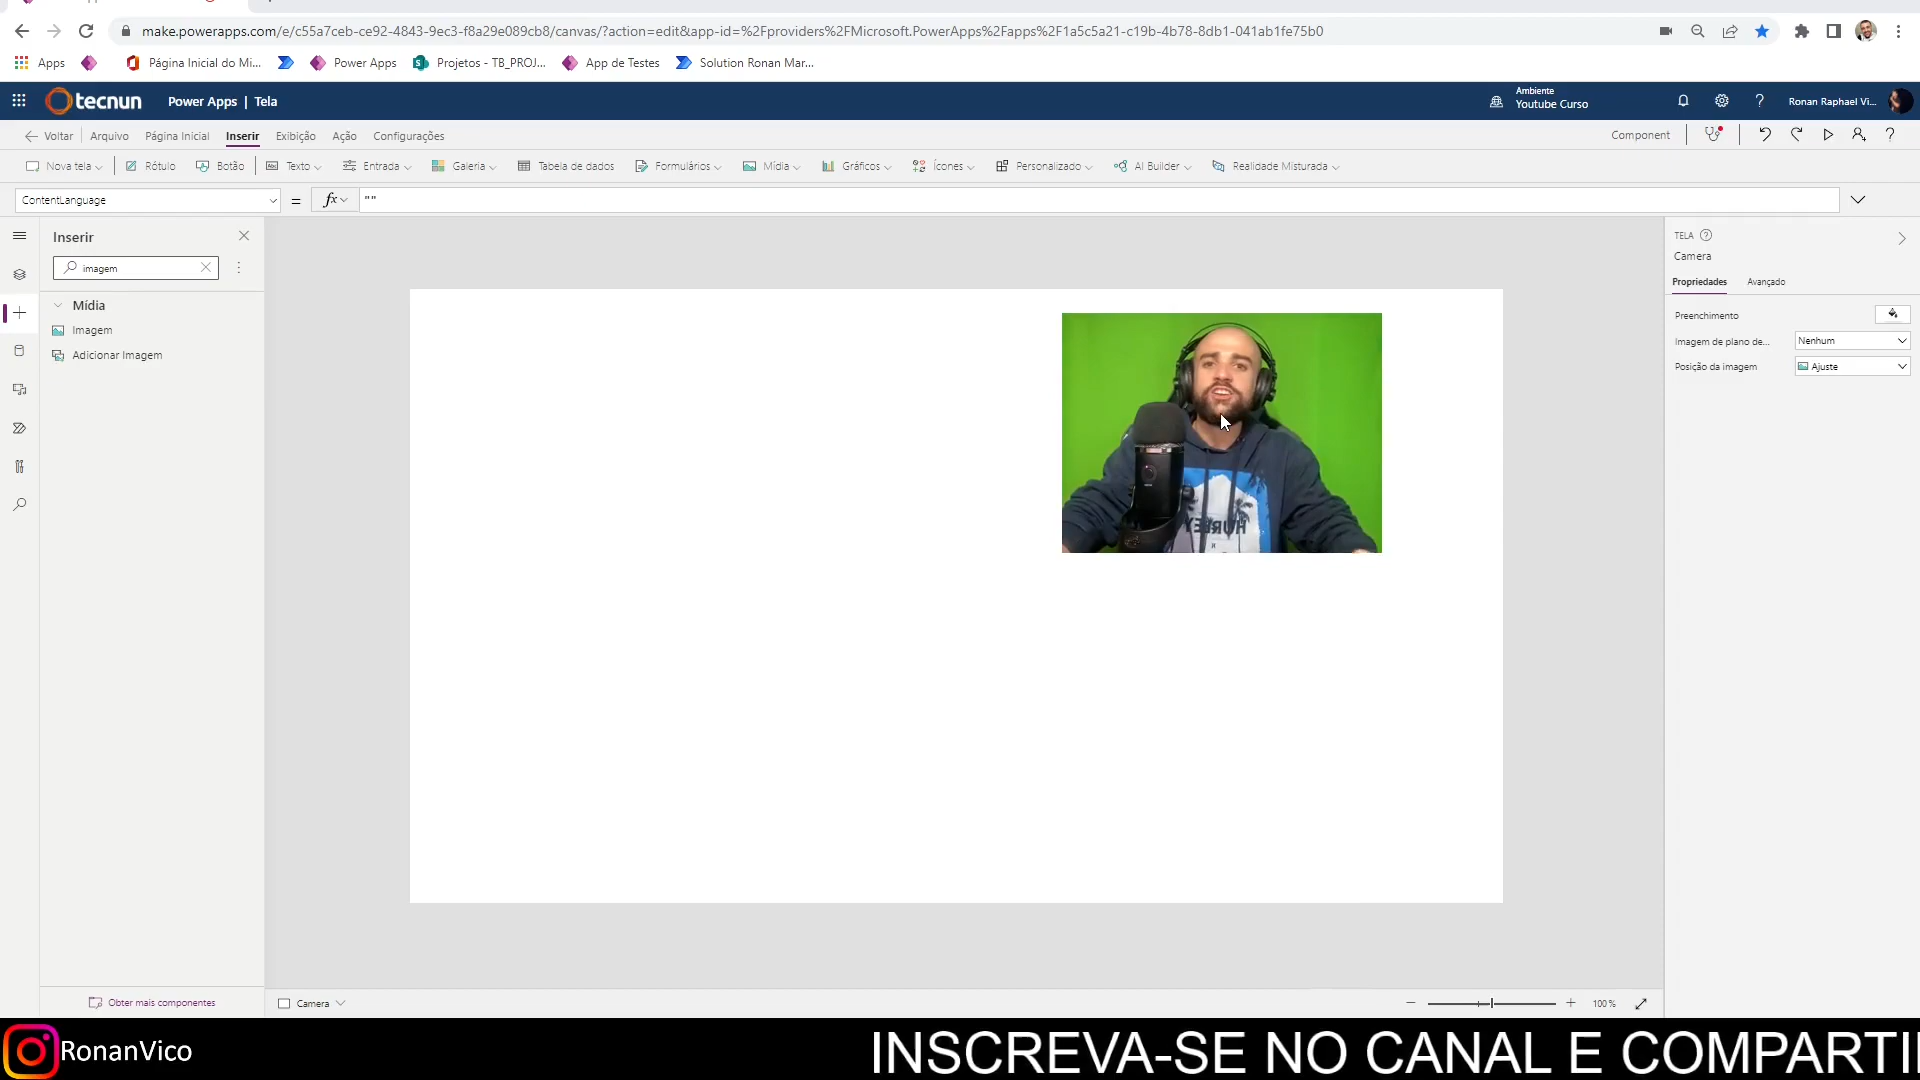 make.powerapps.com/e/c55a7ceb-ce92-4843-9ec3-f8a29e089cb8/canvas/?action=edit&app-id=%2Fproviders%2FMicrosoft.PowerApps%2Fapps%2F1a5c5a21-c19b-4b78-8db1-041ab1fe75b0
Apps Página Inicial do Mi... Power Apps Projetos - TB_PROJ... App de Testes Solution Ronan Mar...
tecnun Power Apps | Tela Ambiente
Youtube Curso ? Ronan Raphael Vi...
Voltar Arquivo Página Inicial Inserir Exibição Ação Configurações Component ?
Nova tela Rótulo Botão Texto Entrada Galeria Tabela de dados Formulários Mídia Gráficos Ícones Personalizado AI Builder Realidade Misturada
ContentLanguage = fx ""
Inserir
imagem
Mídia
Imagem
Adicionar Imagem
Obter mais componentes
HURLEY
TELA ?
Camera
Propriedades Avançado
Preenchimento
Imagem de plano de... Nenhum
Posição da imagem Ajuste
Camera 100 %
RonanVico INSCREVA-SE NO CANAL E COMPARTI